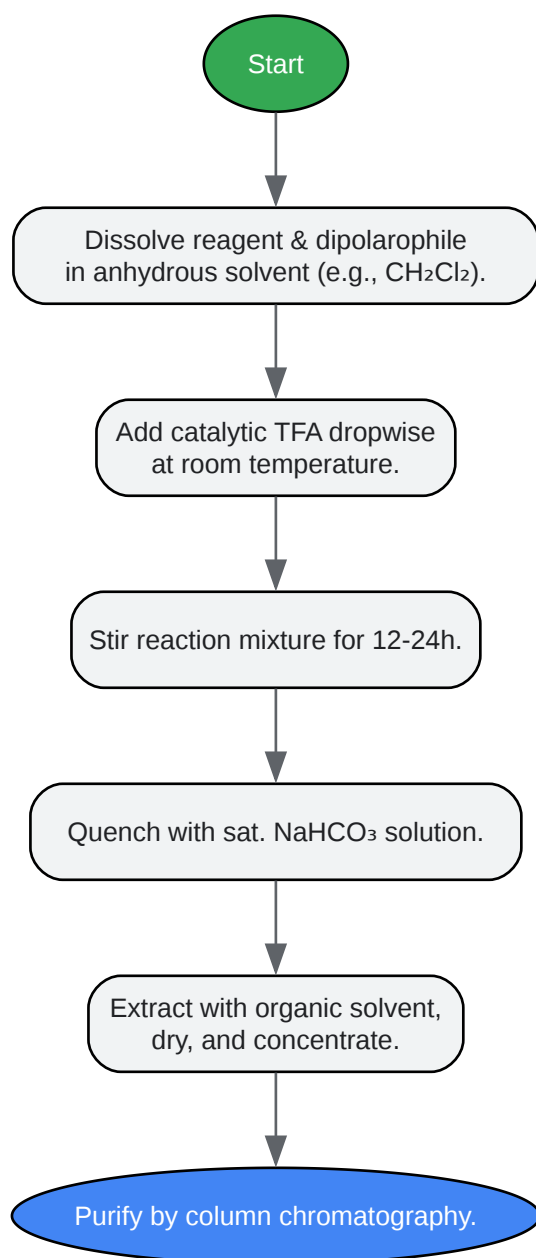 Start
Dissolve reagent & dipolarophile
in anhydrous solvent (e.g., CH₂Cl₂).
Add catalytic TFA dropwise
at room temperature.
Stir reaction mixture for 12-24h.
Quench with sat. NaHCO₃ solution.
Extract with organic solvent,
dry, and concentrate.
Purify by column chromatography.